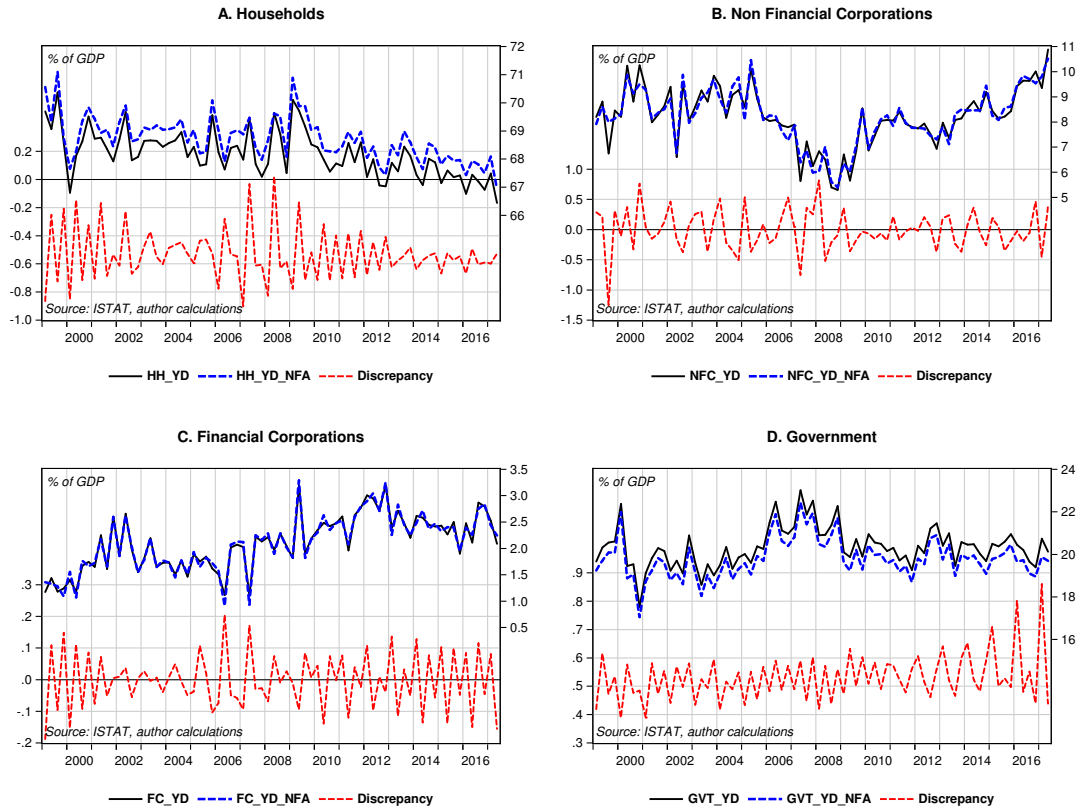 A. Households
% of GDP
72
71
70
69
68
67
66
0.2
0.0
-0.2
-0.4
-0.6
-0.8
-1.0
Source: ISTAT, author calculations
2000 2002 2004 2006 2008 2010 2012 2014 2016
HH_YD HH_YD_NFA Discrepancy
B. Non Financial Corporations
% of GDP
11
10
9
8
7
6
5
1.0
0.5
0.0
-0.5
-1.0
-1.5
Source: ISTAT, author calculations
2000 2002 2004 2006 2008 2010 2012 2014 2016
NFC_YD NFC_YD_NFA Discrepancy
C. Financial Corporations
% of GDP
3.5
3.0
2.5
2.0
1.5
1.0
0.5
.3
.2
.1
.0
-.1
-.2
Source: ISTAT, author calculations
2000 2002 2004 2006 2008 2010 2012 2014 2016
FC_YD FC_YD_NFA Discrepancy
D. Government
% of GDP
24
22
20
18
16
.9
.8
.7
.6
.5
.4
.3
Source: ISTAT, author calculations
2000 2002 2004 2006 2008 2010 2012 2014 2016
GVT_YD GVT_YD_NFA Discrepancy